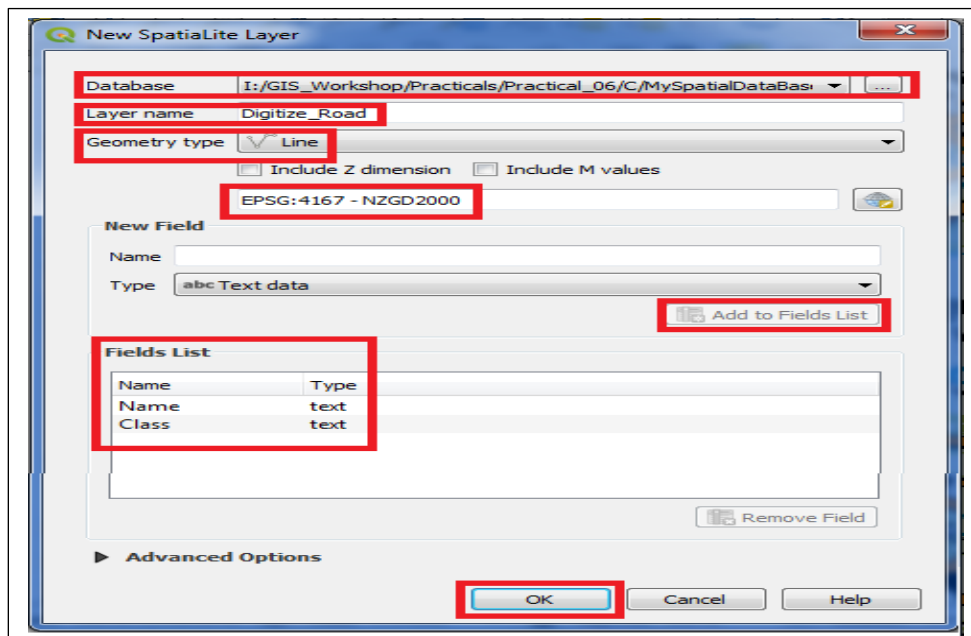 New SpatiaLite Layer
Database I:/GIS_Workshop/Practicals/Practical_06/C/MySpatialDataBas ...
Layer name Digitize_Road
Geometry type Line
Include Z dimension Include M values
EPSG:4167 - NZGD2000
New Field
Name
Type abc Text data
Add to Fields List
Fields List
Name Type
Name text
Class text
Remove Field
Advanced Options
OK Cancel Help